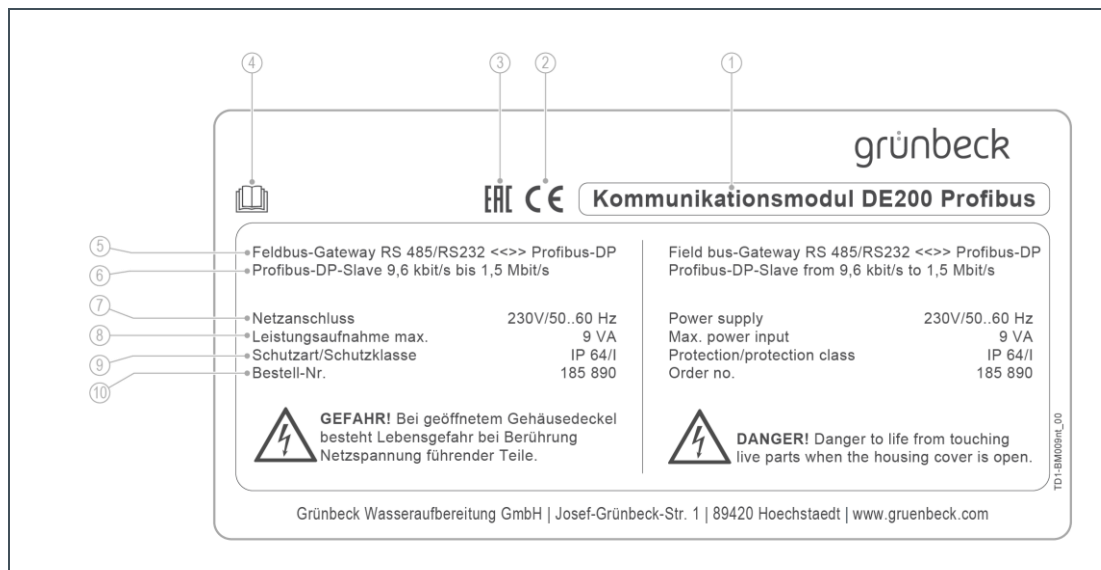 4
3
2
1
grünbeck
EAC CE Kommunikationsmodul DE200 Profibus
5
6
7
8
9
10
Feldbus-Gateway RS 485/RS232 <<>> Profibus-DP
Profibus-DP-Slave 9,6 kbit/s bis 1,5 Mbit/s
Netzanschluss 230V/50..60 Hz
Leistungsaufnahme max. 9 VA
Schutzart/Schutzklasse IP 64/I
Bestell-Nr. 185 890
GEFAHR! Bei geöffnetem Gehäusedeckel
besteht Lebensgefahr bei Berührung
Netzspannung führender Teile.
Field bus-Gateway RS 485/RS232 <<>> Profibus-DP
Profibus-DP-Slave from 9,6 kbit/s to 1,5 Mbit/s
Power supply 230V/50..60 Hz
Max. power input 9 VA
Protection/protection class IP 64/I
Order no. 185 890
DANGER! Danger to life from touching
live parts when the housing cover is open.
TD1-BM009nt_00
Grünbeck Wasseraufbereitung GmbH | Josef-Grünbeck-Str. 1 | 89420 Hoechstaedt | www.gruenbeck.com